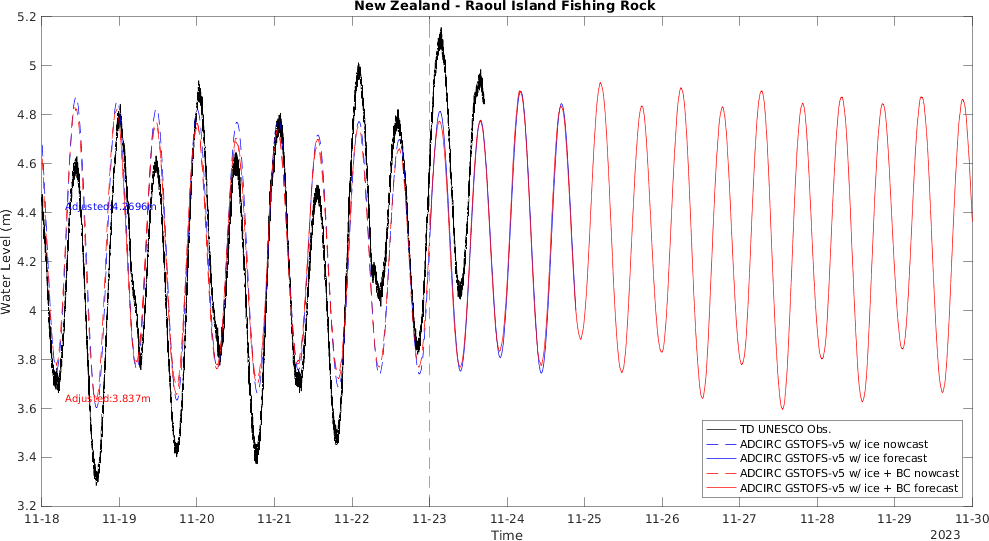 New Zealand - Raoul Island Fishing Rock
5.2
5
4.8
4.6
4.4
4.2
4
3.8
3.6
3.4
3.2
Water Level (m)
Adjusted:4.2696m
Adjusted:3.837m
TD UNESCO Obs.
ADCIRC GSTOFS-v5 w/ ice nowcast
ADCIRC GSTOFS-v5 w/ ice forecast
ADCIRC GSTOFS-v5 w/ ice + BC nowcast
ADCIRC GSTOFS-v5 w/ ice + BC forecast
11-18 11-19 11-20 11-21 11-22 11-23 11-24 11-25 11-26 11-27 11-28 11-29 11-30
Time
2023